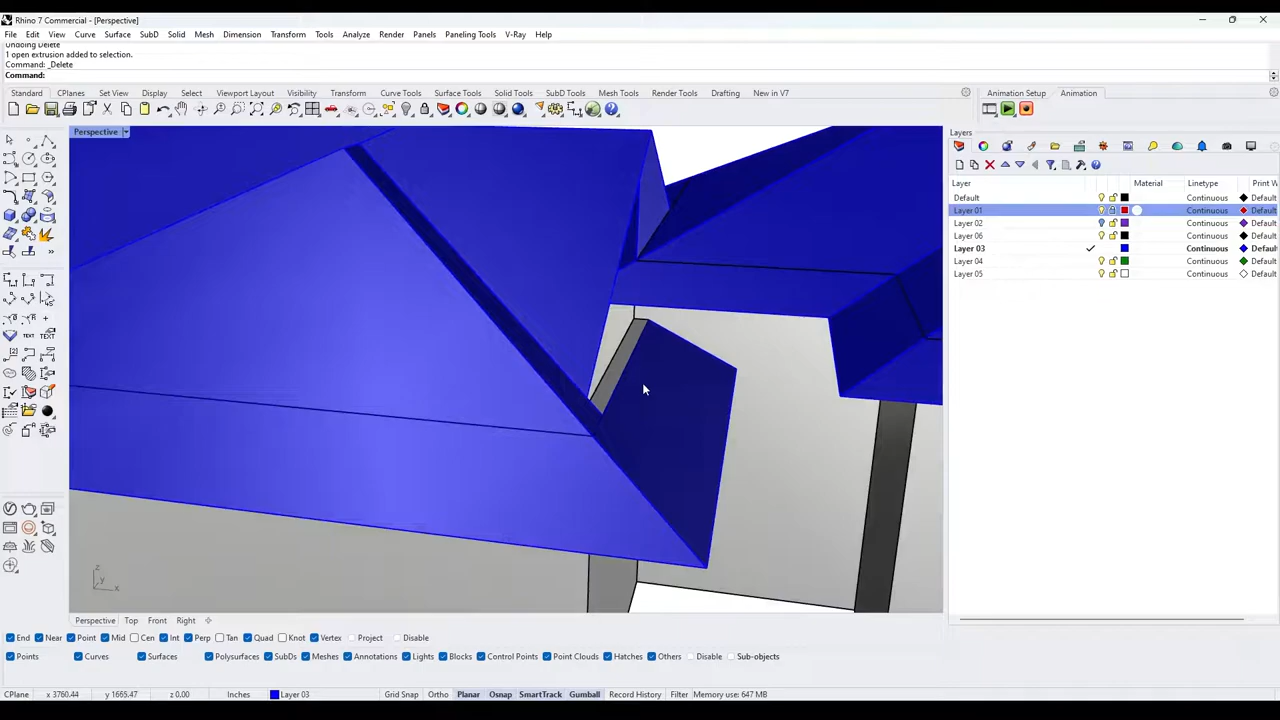 Rhino 7 Commercial - [Perspective]
File Edit View Curve Surface SubD Solid Mesh Dimension Transform Tools Analyze Render Panels Paneling Tools V-Ray Help
Undoing Delete
1 open extrusion added to selection.
Command: _Delete
Command:
Standard CPlanes Set View Display Select Viewport Layout Visibility Transform Curve Tools Surface Tools Solid Tools SubD Tools Mesh Tools Render Tools Drafting New in V7
Animation Setup Animation
Perspective
Layers
Layer Material Linetype Print W
Default Continuous Default
Layer 01 Continuous Default
Layer 02 Continuous Default
Layer 06 Continuous Default
Layer 03 Continuous Default
Layer 04 Continuous Default
Layer 05 Continuous Default
TEXT
z
y
x
Perspective Top Front Right
End Near Point Mid Cen Int Perp Tan Quad Knot Vertex Project Disable
Points Curves Surfaces Polysurfaces SubDs Meshes Annotations Lights Blocks Control Points Point Clouds Hatches Others Disable Sub-objects
CPlane x 3760.44 y 1665.47 z 0.00 Inches Layer 03 Grid Snap Ortho Planar Osnap SmartTrack Gumball Record History Filter Memory use: 647 MB